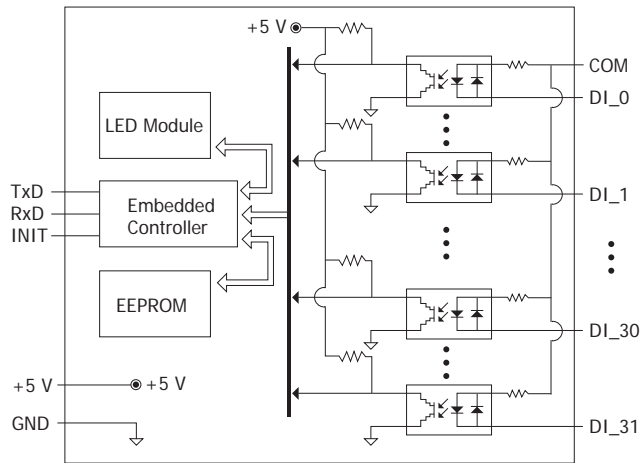 +5 V
COM
DI_0
LED Module
DI_1
TxD
RxD
INIT
Embedded
Controller
EEPROM
DI_30
+5 V
+5 V
GND
DI_31